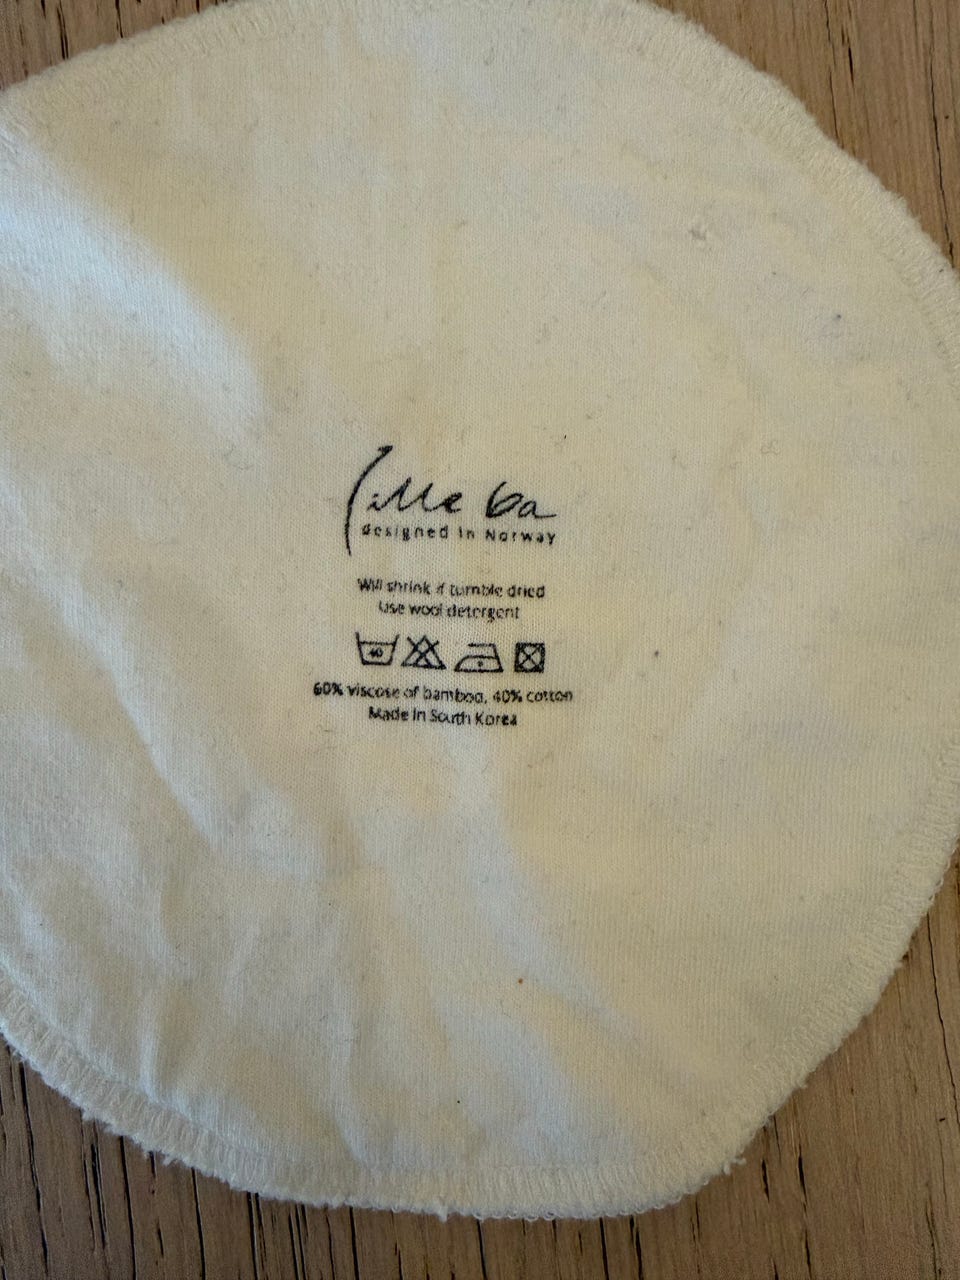 Lille ba
designed in Norway
Will shrink if tumble dried
Use wool detergent
40
60% viscose of bamboo, 40% cotton
Made in South Korea